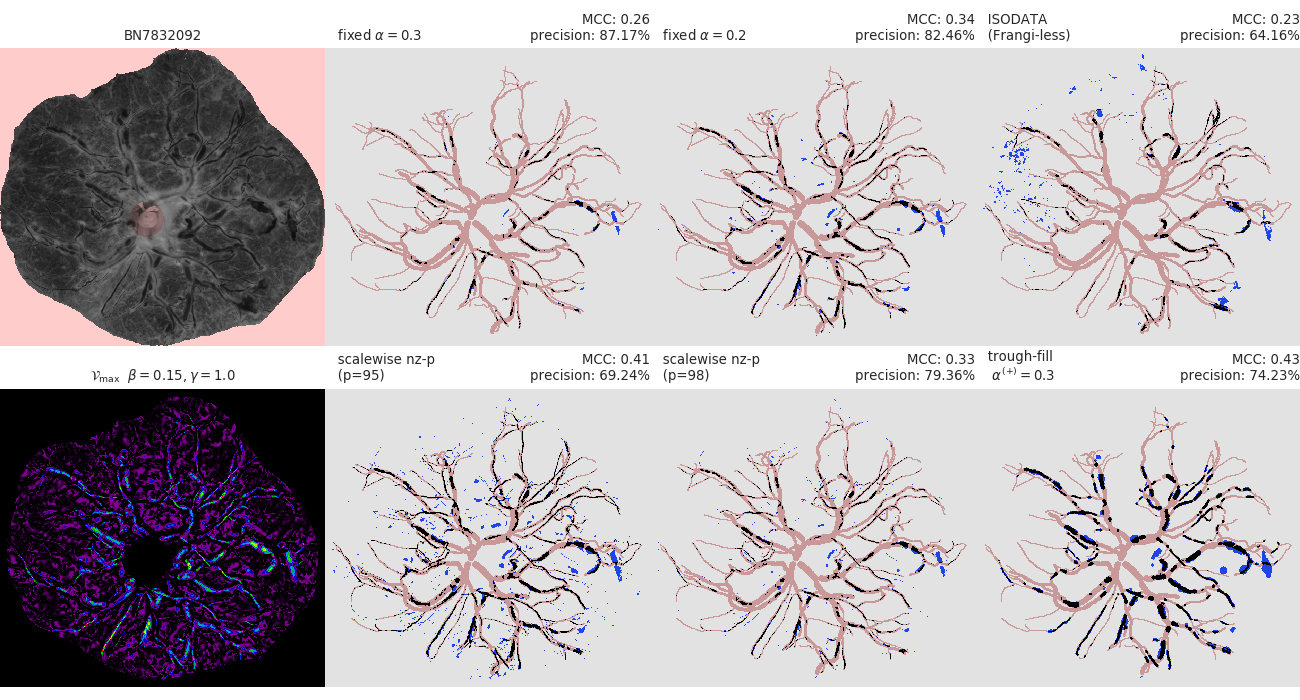 BN7832092
fixed α = 0.3
MCC: 0.26
precision: 87.17%
fixed α = 0.2
MCC: 0.34
precision: 82.46%
ISODATA
(Frangi-less)
MCC: 0.23
precision: 64.16%
𝒱max β = 0.15, γ = 1.0
scalewise nz-p
(p=95)
MCC: 0.41
precision: 69.24%
scalewise nz-p
(p=98)
MCC: 0.33
precision: 79.36%
trough-fill
α(+) = 0.3
MCC: 0.43
precision: 74.23%